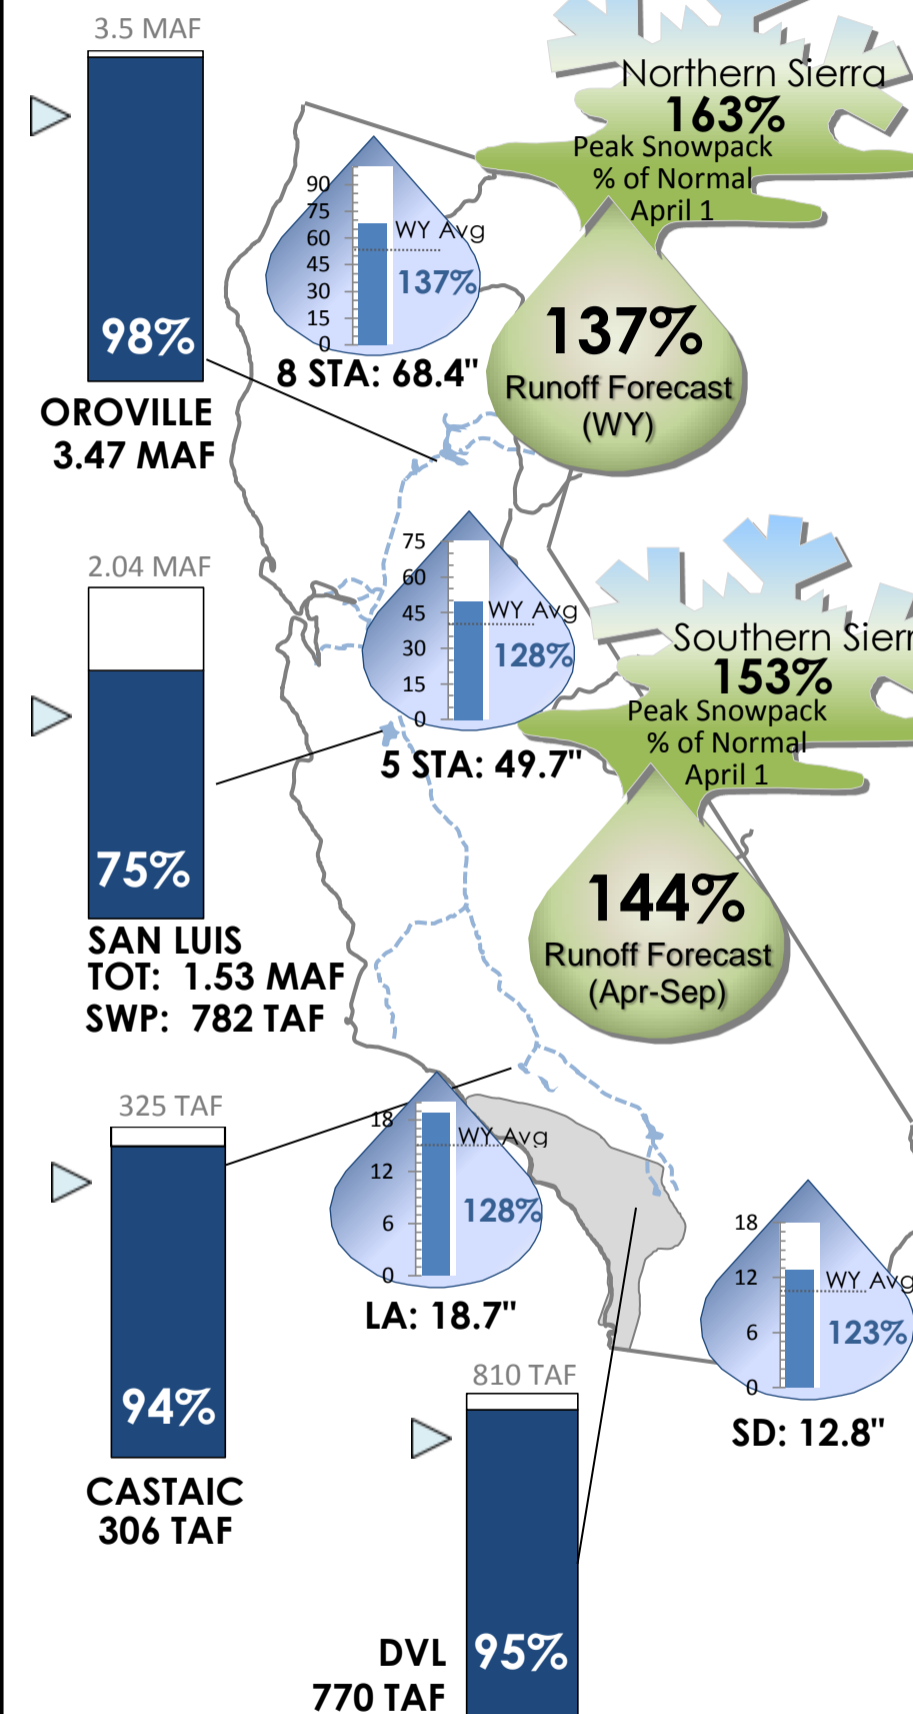 3.5 MAF
98%
OROVILLE
3.47 MAF
Northern Sierra
163%
Peak Snowpack
% of Normal
April 1
137%
Runoff Forecast
(WY)
90
75
60
45
30
15
0
WY Avg
137%
8 STA: 68.4"
2.04 MAF
75%
SAN LUIS
TOT: 1.53 MAF
SWP: 782 TAF
75
60
45
30
15
0
WY Avg
128%
5 STA: 49.7"
Southern Sierr
153%
Peak Snowpack
% of Normal
April 1
144%
Runoff Forecast
(Apr-Sep)
325 TAF
94%
CASTAIC
306 TAF
18
12
6
0
WY Avg
128%
LA: 18.7"
18
12
6
0
WY Avg
123%
SD: 12.8"
810 TAF
95%
DVL
770 TAF